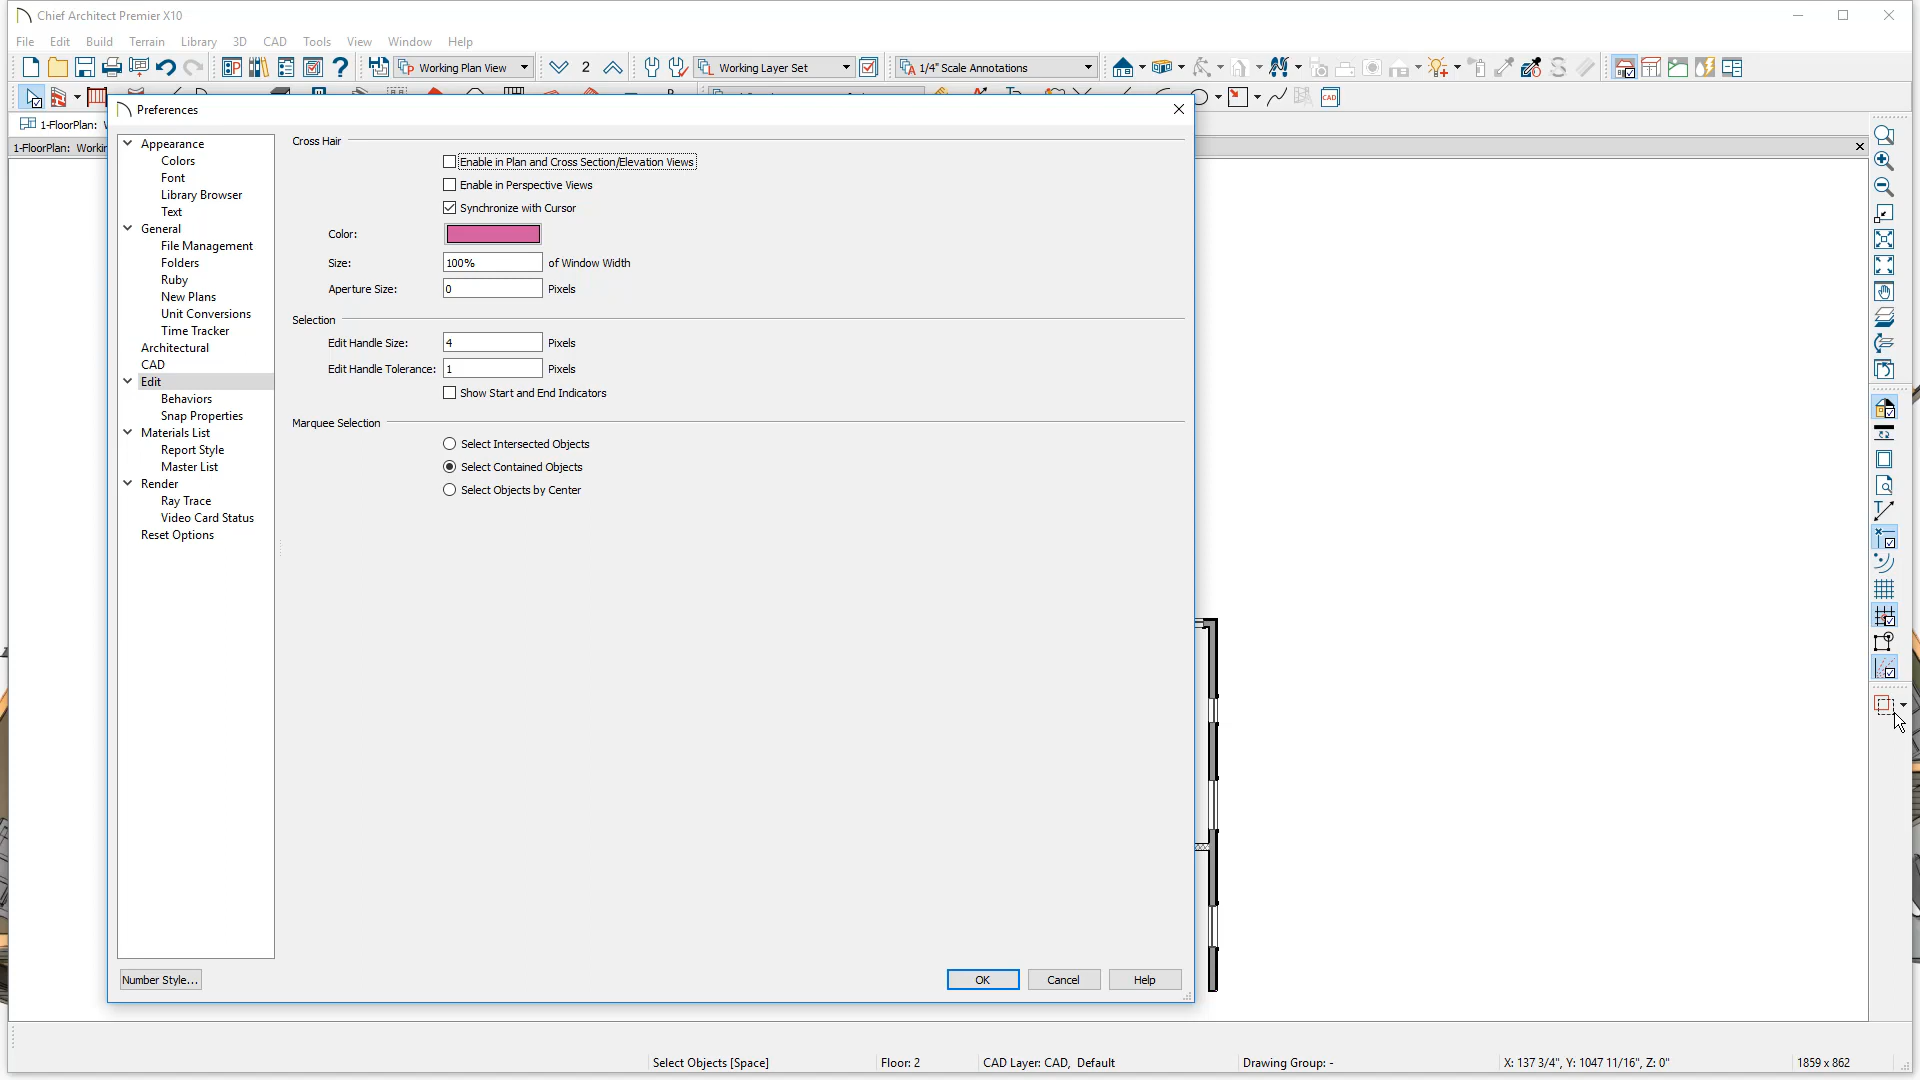 Chief Architect Premier X10
File Edit Build Terrain Library 3D CAD Tools View Window Help
Working Plan View 2 Working Layer Set 1/4" Scale Annotations
CAD
Preferences
1-FloorPlan:
1-FloorPlan: Workin
Appearance
Colors
Font
Library Browser
Text
General
File Management
Folders
Ruby
New Plans
Unit Conversions
Time Tracker
Architectural
CAD
Edit
Behaviors
Snap Properties
Materials List
Report Style
Master List
Render
Ray Trace
Video Card Status
Reset Options
Cross Hair
Enable in Plan and Cross Section/Elevation Views
Enable in Perspective Views
Synchronize with Cursor
Color:
Size: 100% of Window Width
Aperture Size: 0 Pixels
Selection
Edit Handle Size: 4 Pixels
Edit Handle Tolerance: 1 Pixels
Show Start and End Indicators
Marquee Selection
Select Intersected Objects
Select Contained Objects
Select Objects by Center
Number Style... OK Cancel Help
Select Objects [Space] Floor: 2 CAD Layer: CAD, Default Drawing Group: - X: 137 3/4", Y: 1047 11/16", Z: 0" 1859 x 862